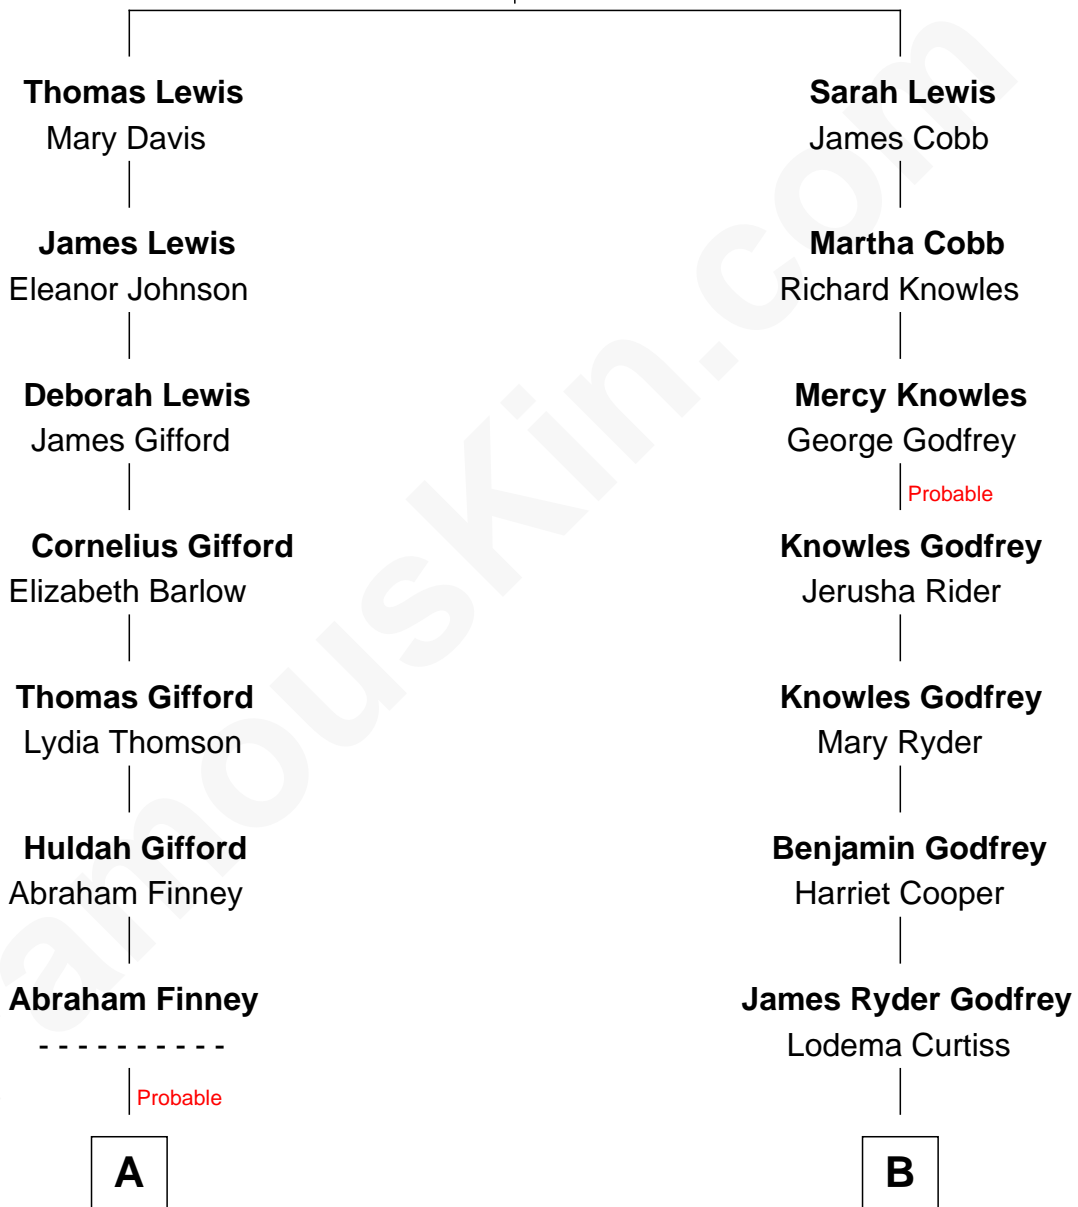 Thomas Lewis
Mary Davis
James Lewis
Eleanor Johnson
Deborah Lewis
James Gifford
Cornelius Gifford
Elizabeth Barlow
Thomas Gifford
Lydia Thomson
Huldah Gifford
Abraham Finney
Abraham Finney
- - - - - - - - - -
Probable
A
Sarah Lewis
James Cobb
Martha Cobb
Richard Knowles
Mercy Knowles
George Godfrey
Probable
Knowles Godfrey
Jerusha Rider
Knowles Godfrey
Mary Ryder
Benjamin Godfrey
Harriet Cooper
James Ryder Godfrey
Lodema Curtiss
B
amouskin.com